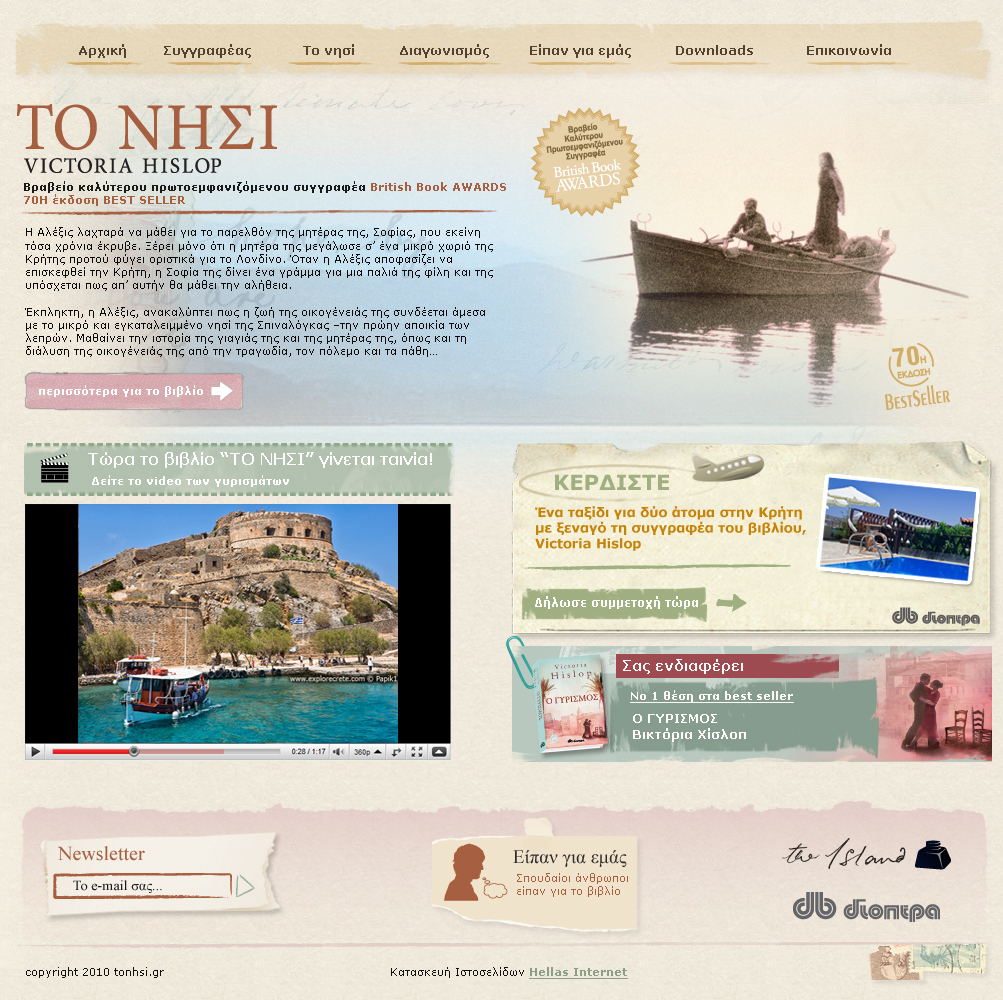 Αρχική Συγγραφέας Το νησί Διαγωνισμός Είπαν για εμάς Downloads Επικοινωνία
ΤΟ ΝΗΣΙ
VICTORIA HISLOP
Βραβείο καλύτερου πρωτοεμφανιζόμενου συγγραφέα British Book AWARDS
70Η έκδοση BEST SELLER
Βραβείο
Καλύτερου
Πρωτοεμφανιζόμενου
Συγγραφέα
British Book
AWARDS
Η Αλέξις λαχταρά να μάθει για το παρελθόν της μητέρας της, Σοφίας, που εκείνη
τόσα χρόνια έκρυβε. Ξέρει μόνο ότι η μητέρα της μεγάλωσε σ’ ένα μικρό χωριό της
Κρήτης προτού φύγει οριστικά για το Λονδίνο. Όταν η Αλέξις αποφασίζει να
επισκεφθεί την Κρήτη, η Σοφία της δίνει ένα γράμμα για μια παλιά της φίλη και της
υπόσχεται πως απ’ αυτήν θα μάθει την αλήθεια.
Έκπληκτη, η Αλέξις, ανακαλύπτει πως η ζωή της οικογένειάς της συνδέεται άμεσα
με το μικρό και εγκαταλειμμένο νησί της Σπιναλόγκας –την πρώην αποικία των
λεπρών. Μαθαίνει την ιστορία της γιαγιάς της και της μητέρας της, όπως και τη
διάλυση της οικογένειάς της από την τραγωδία, τον πόλεμο και τα πάθη...
περισσότερα για το βιβλίο
70Η
ΕΚΔΟΣΗ
BESTSELLER
Τώρα το βιβλίο “ΤΟ ΝΗΣΙ” γίνεται ταινία!
Δείτε το video των γυρισμάτων
www.explorecrete.com © Papik1
0:28 / 1:17 360p
ΚΕΡΔΙΣΤΕ
Ένα ταξίδι για δύο άτομα στην Κρήτη
με ξεναγό τη συγγραφέα του βιβλίου,
Victoria Hislop
Δήλωσε συμμετοχή τώρα
db διοπτρα
Victoria
Hislop
Ο ΓΥΡΙΣΜΟΣ
Σας ενδιαφέρει
Νο 1 θέση στα best seller
Ο ΓΥΡΙΣΜΟΣ
Βικτόρια Χίσλοπ
Newsletter
Το e-mail σας...
Είπαν για εμάς
Σπουδαίοι άνθρωποι
είπαν για το βιβλίο
the Island
db διοπτρα
copyright 2010 tonhsi.gr
Κατασκευή Ιστοσελίδων Hellas Internet